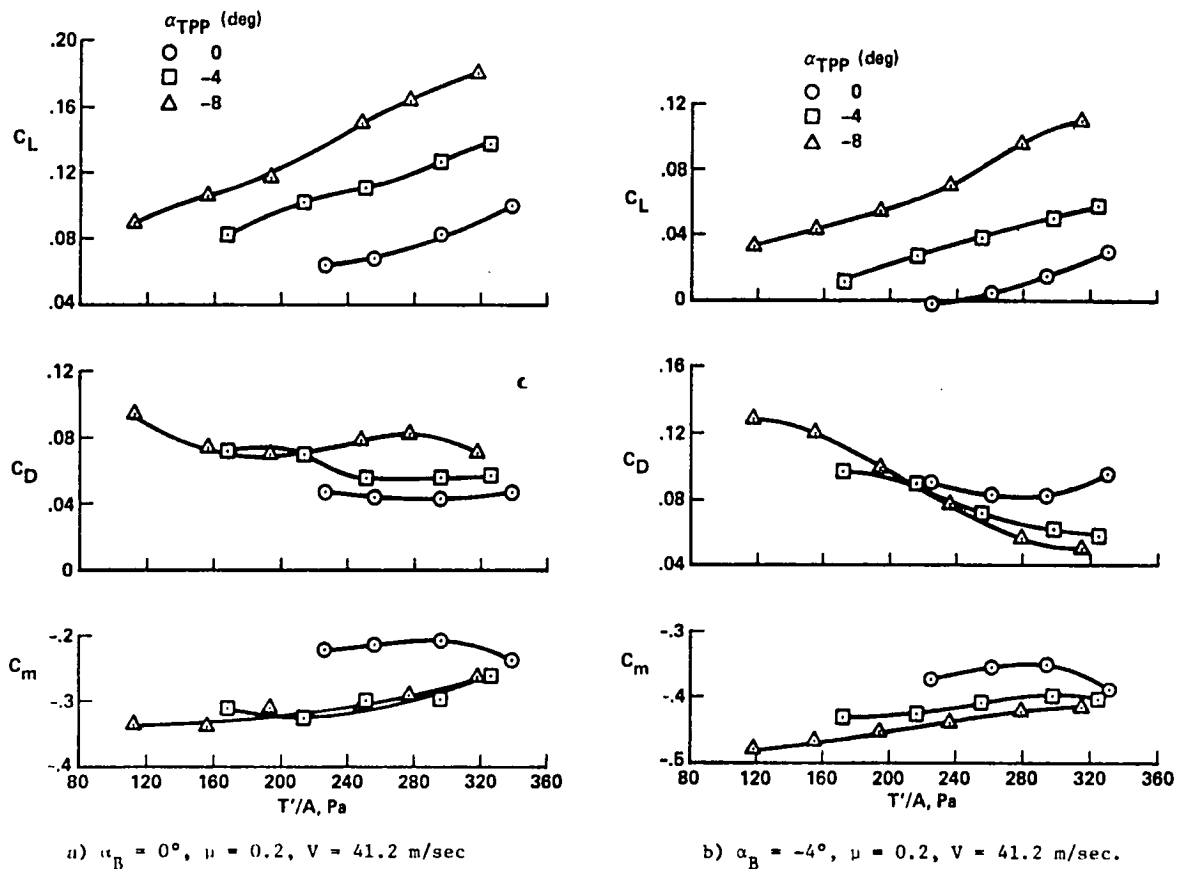 α_TPP (deg)
○ 0
□ -4
△ -8
.20
.16
C_L
.12
.08
.04
.12
c
.08
C_D
.04
0
-.2
C_m
-.3
-.4
80 120 160 200 240 280 320 360
T'/A, Pa
a) α_B = 0°, μ = 0.2, V = 41.2 m/sec
α_TPP (deg)
○ 0
□ -4
△ -8
.12
.08
C_L
.04
0
.16
.12
C_D
.08
.04
-.3
C_m
-.4
-.5
80 120 160 200 240 280 320 360
T'/A, Pa
b) α_B = -4°, μ = 0.2, V = 41.2 m/sec.